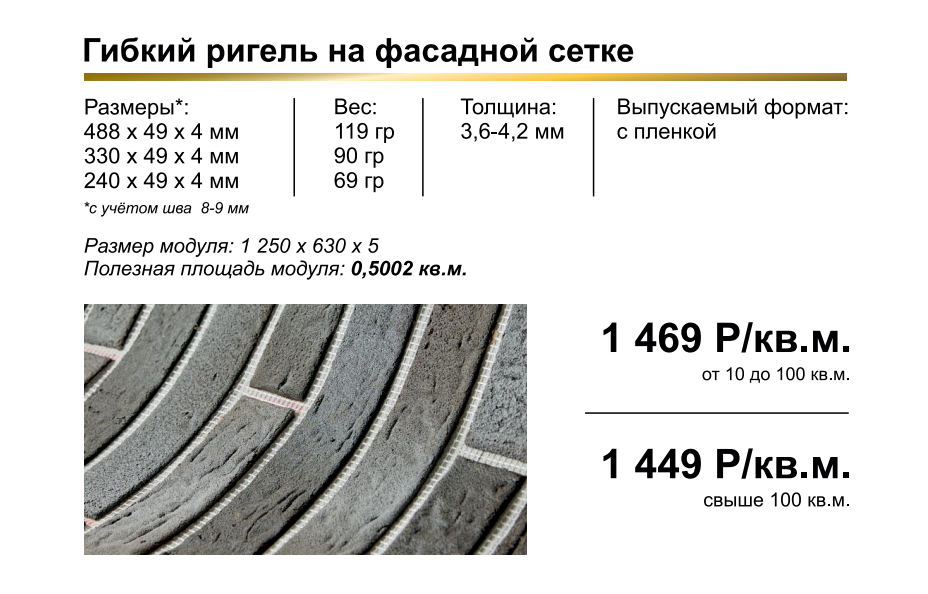 Гибкий ригель на фасадной сетке
Размеры*:
488 х 49 х 4 мм
330 х 49 х 4 мм
240 х 49 х 4 мм
*с учётом шва 8-9 мм
Вес:
119 гр
90 гр
69 гр
Толщина:
3,6-4,2 мм
Выпускаемый формат:
с пленкой
Размер модуля: 1 250 х 630 х 5
Полезная площадь модуля: 0,5002 кв.м.
1 469 Р/кв.м.
от 10 до 100 кв.м.
1 449 Р/кв.м.
свыше 100 кв.м.